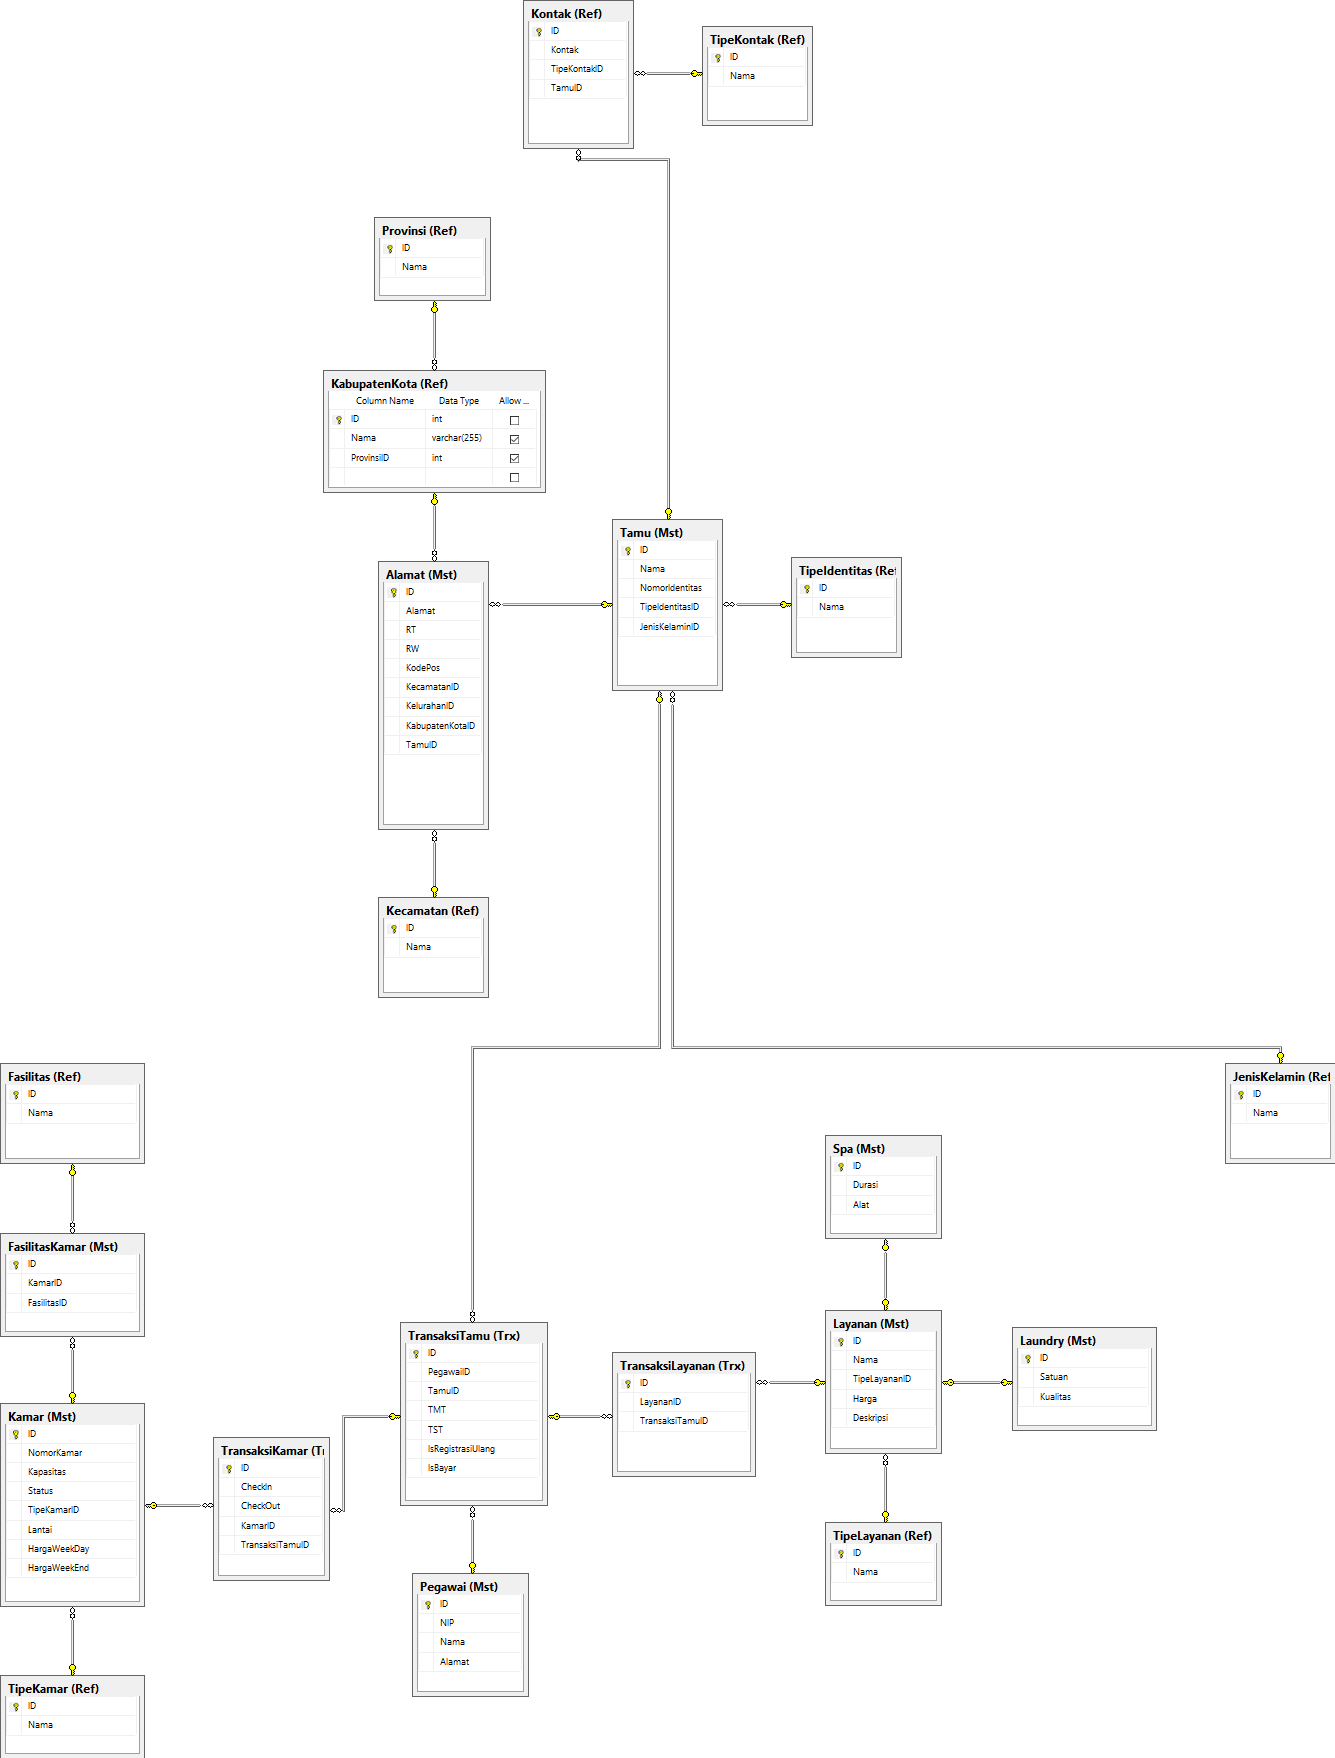 Kontak (Ref)
ID
Kontak
TipeKontakID
TamuID
TipeKontak (Ref)
ID
Nama
Provinsi (Ref)
ID
Nama
KabupatenKota (Ref)
Column Name Data Type Allow ...
ID int
Nama varchar(255)
ProvinsiID int
Tamu (Mst)
ID
Nama
NomorIdentitas
TipeIdentitasID
JenisKelaminID
TipeIdentitas (Ref
ID
Nama
Alamat (Mst)
ID
Alamat
RT
RW
KodePos
KecamatanID
KelurahanID
KabupatenKotaID
TamuID
Kecamatan (Ref)
ID
Nama
Fasilitas (Ref)
ID
Nama
JenisKelamin (Ref
ID
Nama
Spa (Mst)
ID
Durasi
Alat
FasilitasKamar (Mst)
ID
KamarID
FasilitasID
TransaksiTamu (Trx)
ID
PegawaiID
TamuID
TMT
TST
IsRegistrasiUlang
IsBayar
TransaksiLayanan (Trx)
ID
LayananID
TransaksiTamuID
Layanan (Mst)
ID
Nama
TipeLayananID
Harga
Deskripsi
Laundry (Mst)
ID
Satuan
Kualitas
Kamar (Mst)
ID
NomorKamar
Kapasitas
Status
TipeKamarID
Lantai
HargaWeekDay
HargaWeekEnd
TransaksiKamar (Tr
ID
CheckIn
CheckOut
KamarID
TransaksiTamuID
TipeLayanan (Ref)
ID
Nama
Pegawai (Mst)
ID
NIP
Nama
Alamat
TipeKamar (Ref)
ID
Nama